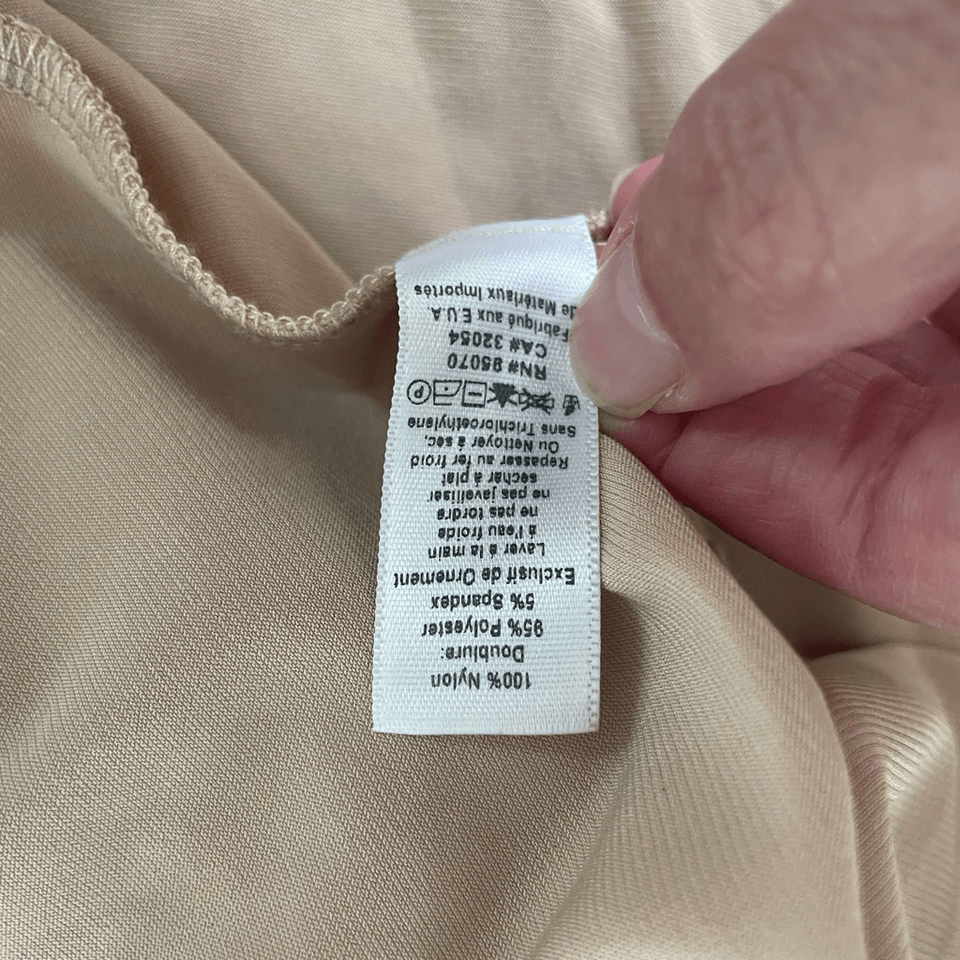 100% Nylon
Doublure:
95% Polyester
5% Spandex
Exclusif de Ornement
Laver á la main
á l'eau froide
ne pas tordre
ne pas javelliser
sechar á plat
Repasser au fer froid
Ou Nettoyer á sec,
Sans Trichloroethylene
P
RN# 95070
CA# 32054
Fabriqué aux E.U.A
de Matériaux Importés